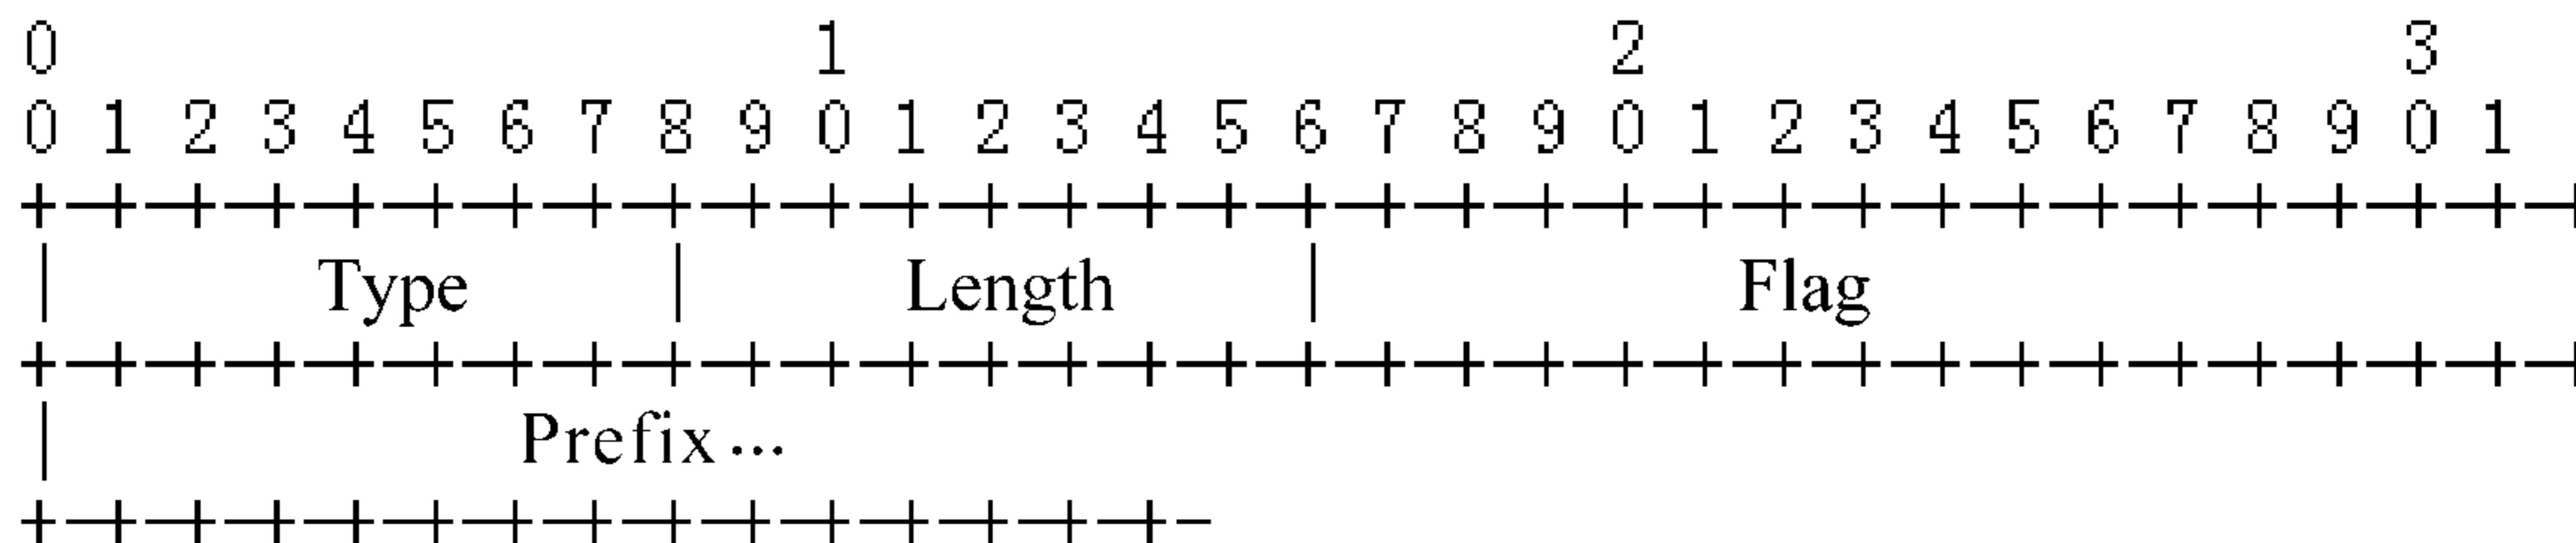 0 1 2 3
0 1 2 3 4 5 6 7 8 9 0 1 2 3 4 5 6 7 8 9 0 1 2 3 4 5 6 7 8 9 0 1
+—+—+—+—+—+—+—+—+—+—+—+—+—+—+—+—+—+—+—+—+—+—+—+—+—+—+—+—+—+—+—+—+
| Type | Length | Flag
+—+—+—+—+—+—+—+—+—+—+—+—+—+—+—+—+—+—+—+—+—+—+—+—+—+—+—+—+—+—+—+—+
| Prefix...
+—+—+—+—+—+—+—+—+—+—+—+—+—+—+—